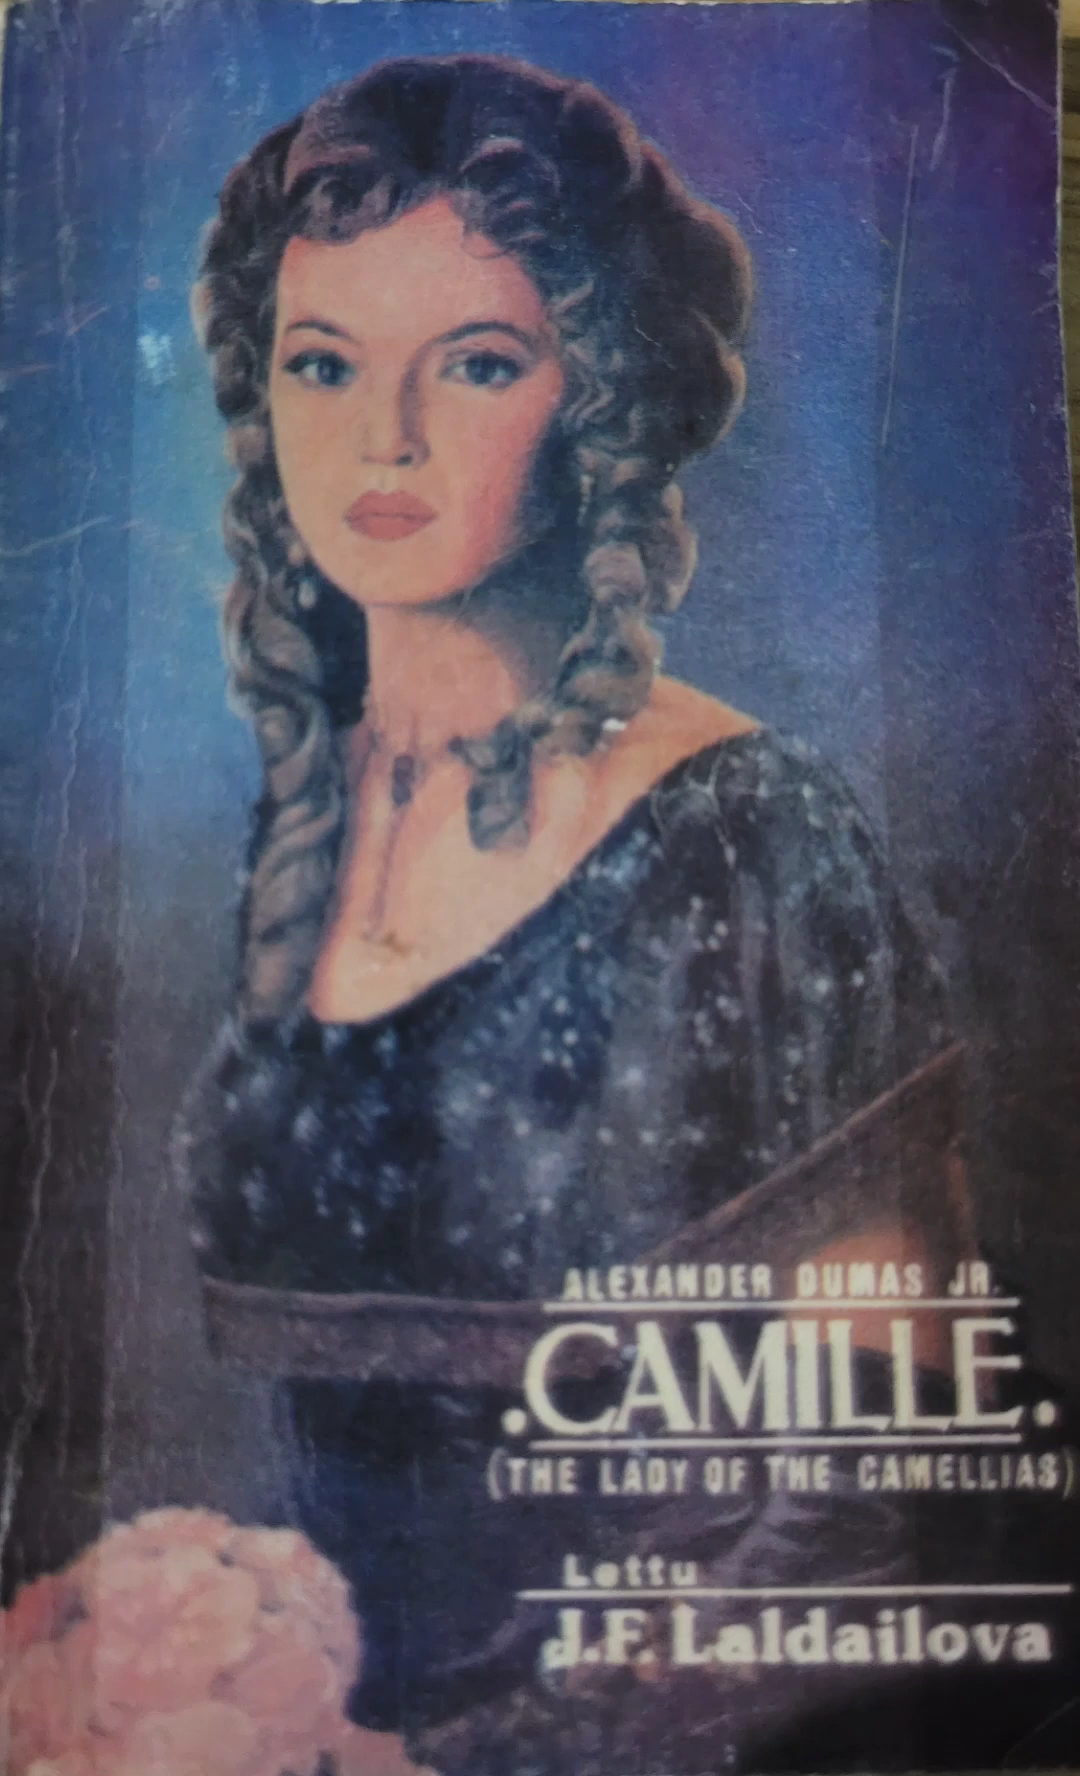 ALEXANDER DUMAS JR.
.CAMILLE.
(THE LADY OF THE CAMELLIAS)
Lettu
J.F. Laldailova